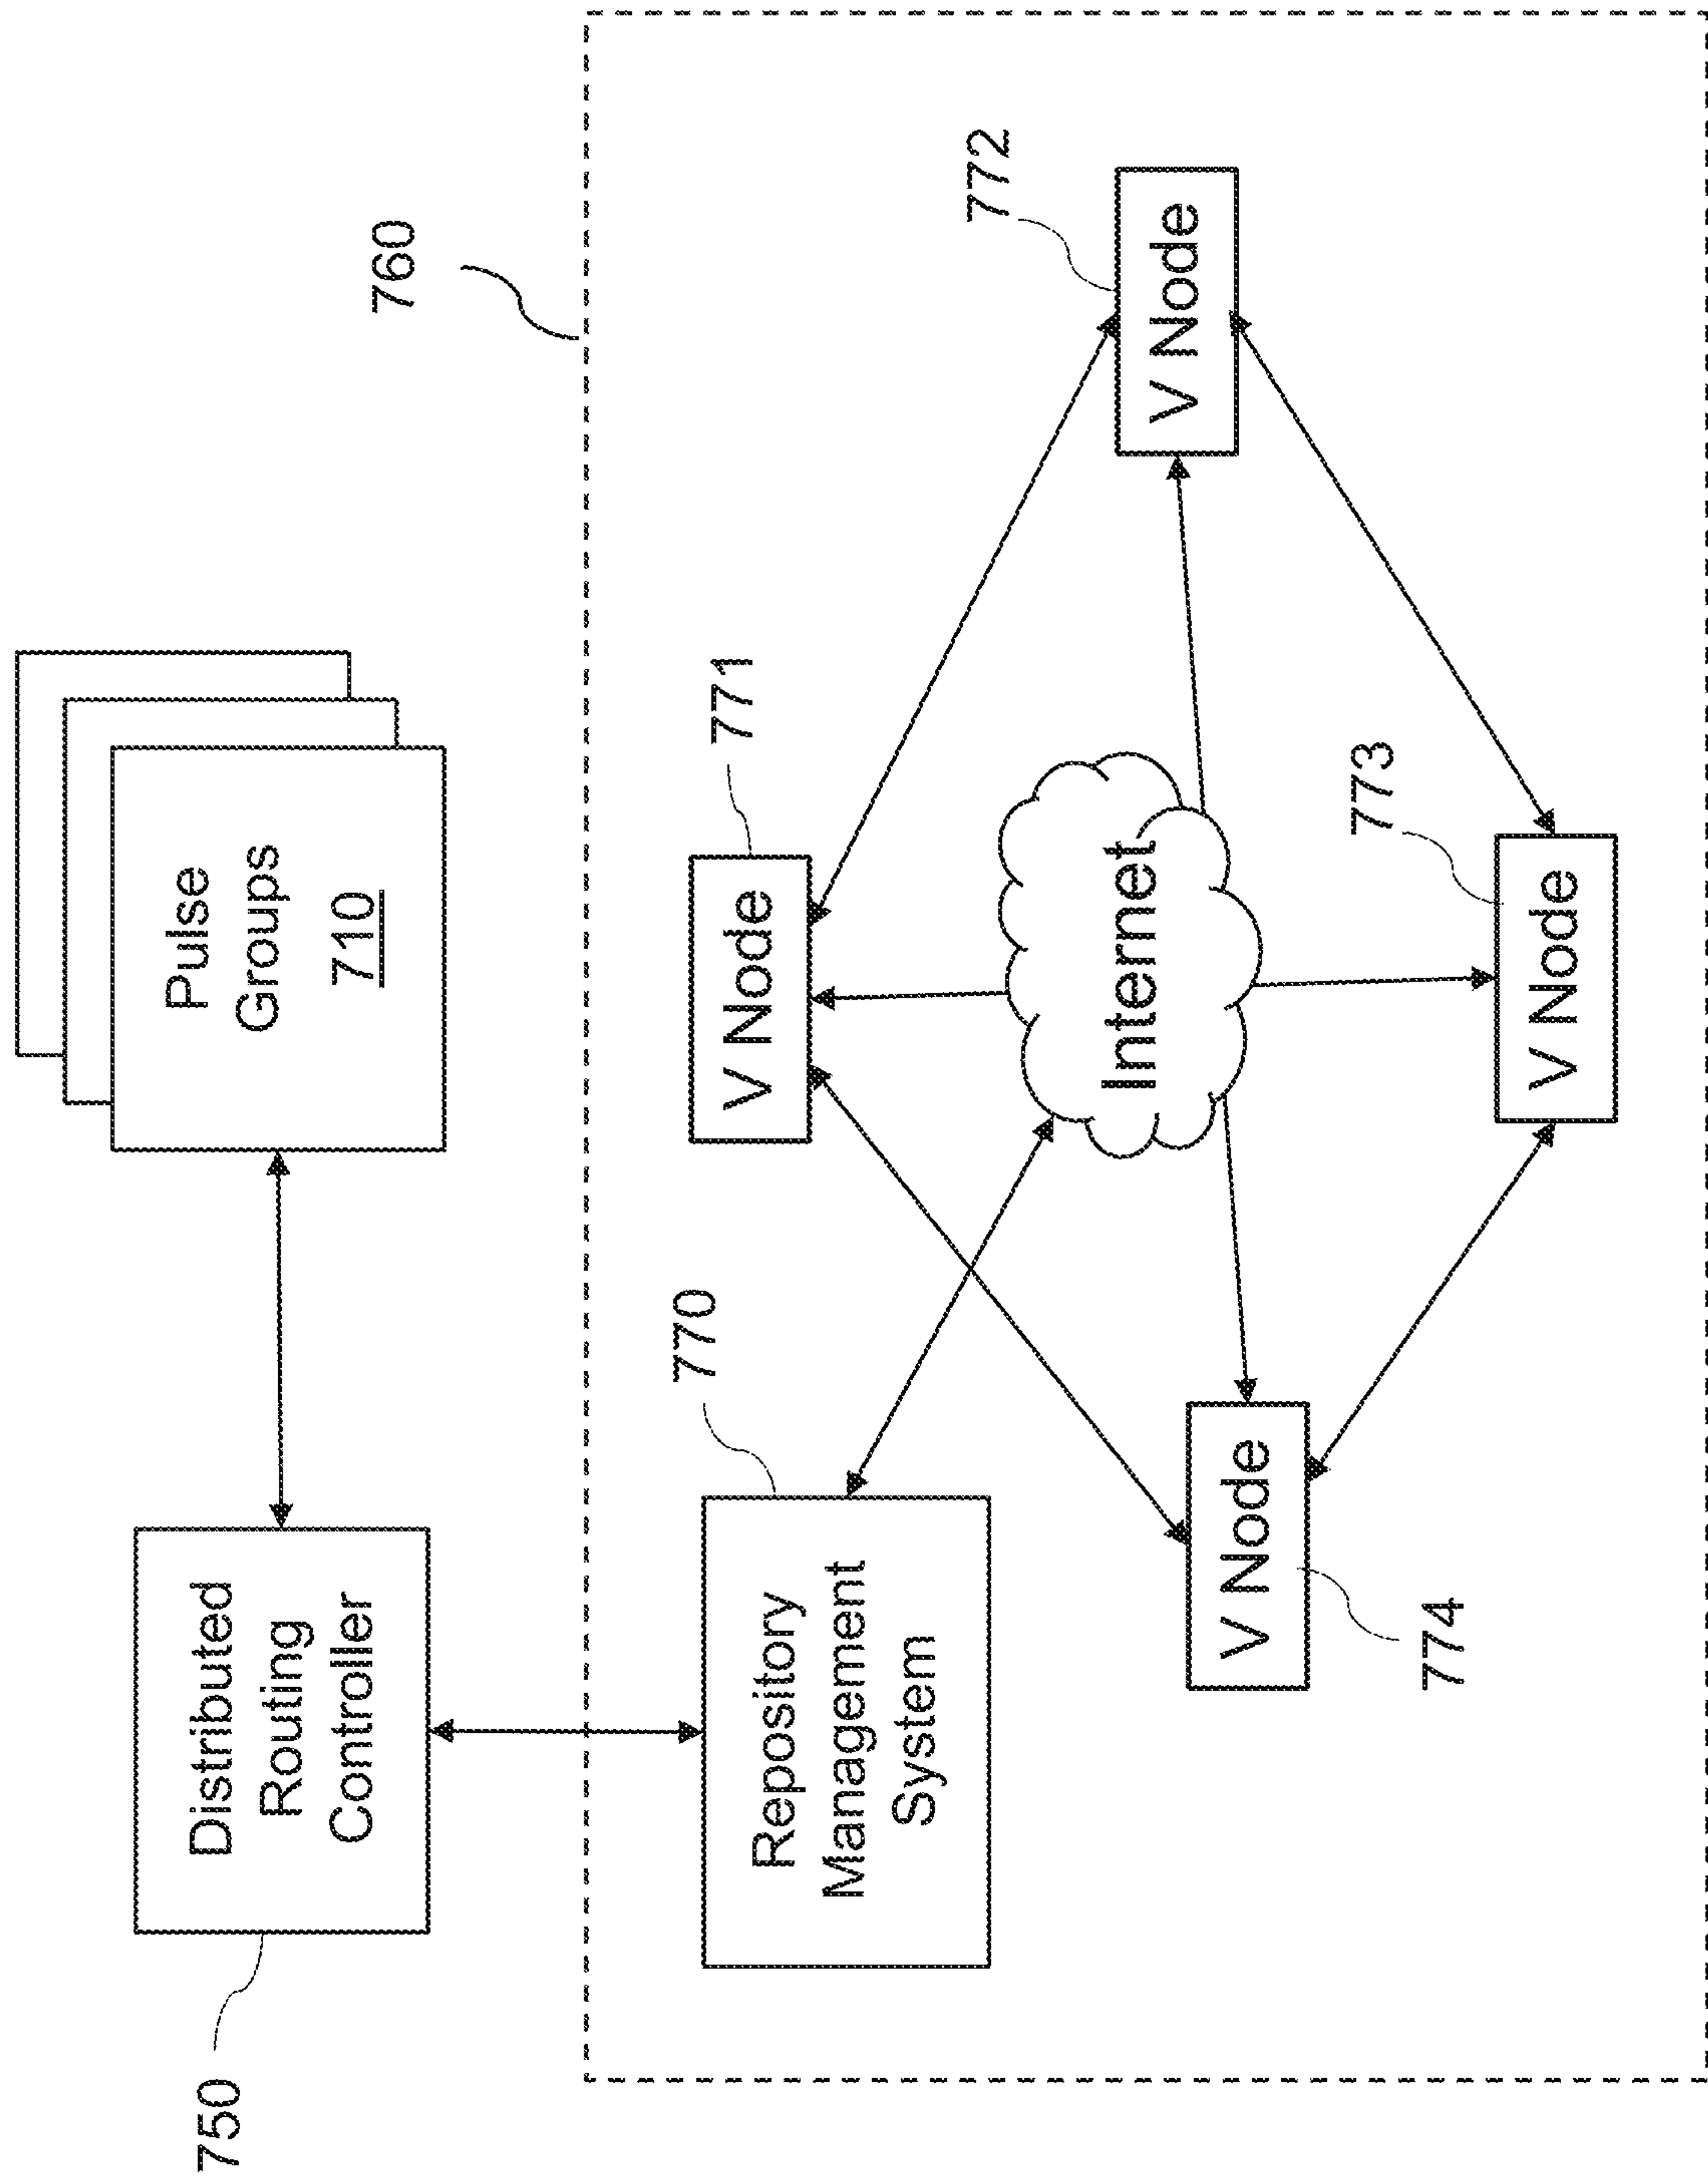 750
Distributed
Routing
Controller
Pulse
Groups
710
760
770
Repository
Management
System
771
V Node
772
V Node
Internet
773
V Node
V Node
774